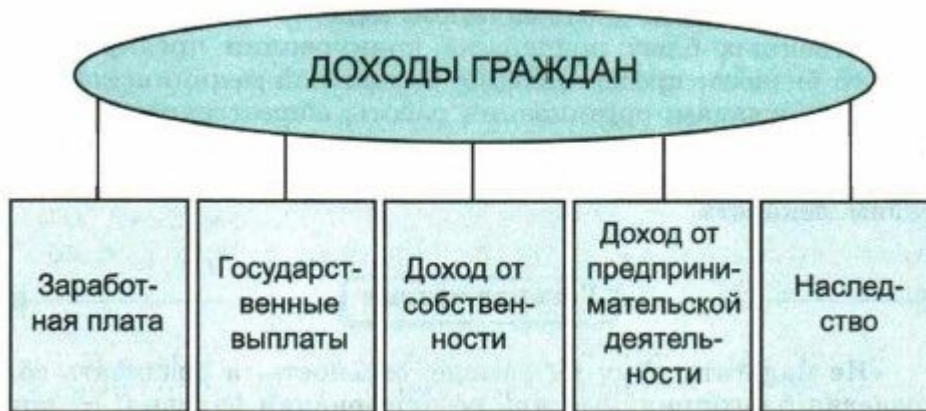 ДОХОДЫ ГРАЖДАН
Заработ-
ная плата
Государст-
венные
выплаты
Доход от
собствен-
ности
Доход от
предприни-
мательской
деятель-
ности
Наслед-
ство